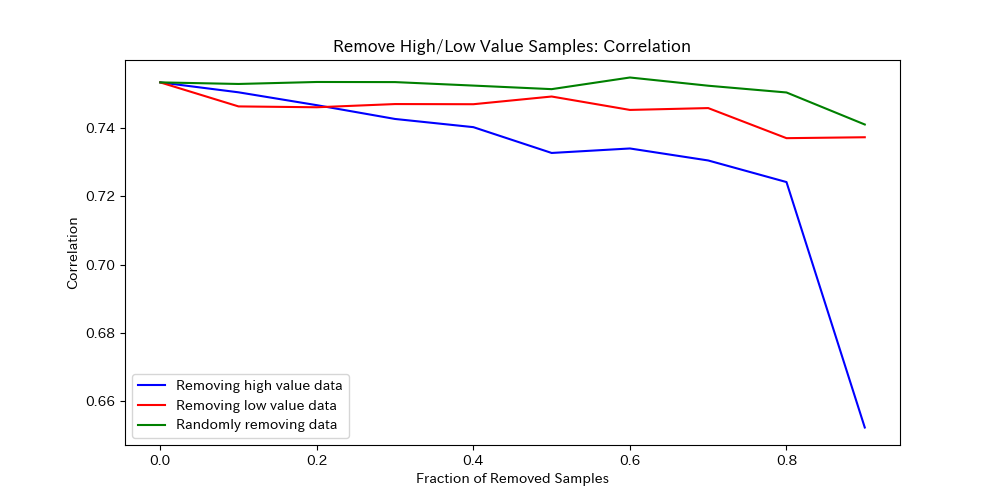 Remove High/Low Value Samples: Correlation
Correlation
0.74
0.72
0.70
0.68
0.66
Removing high value data
Removing low value data
Randomly removing data
0.0 0.2 0.4 0.6 0.8
Fraction of Removed Samples